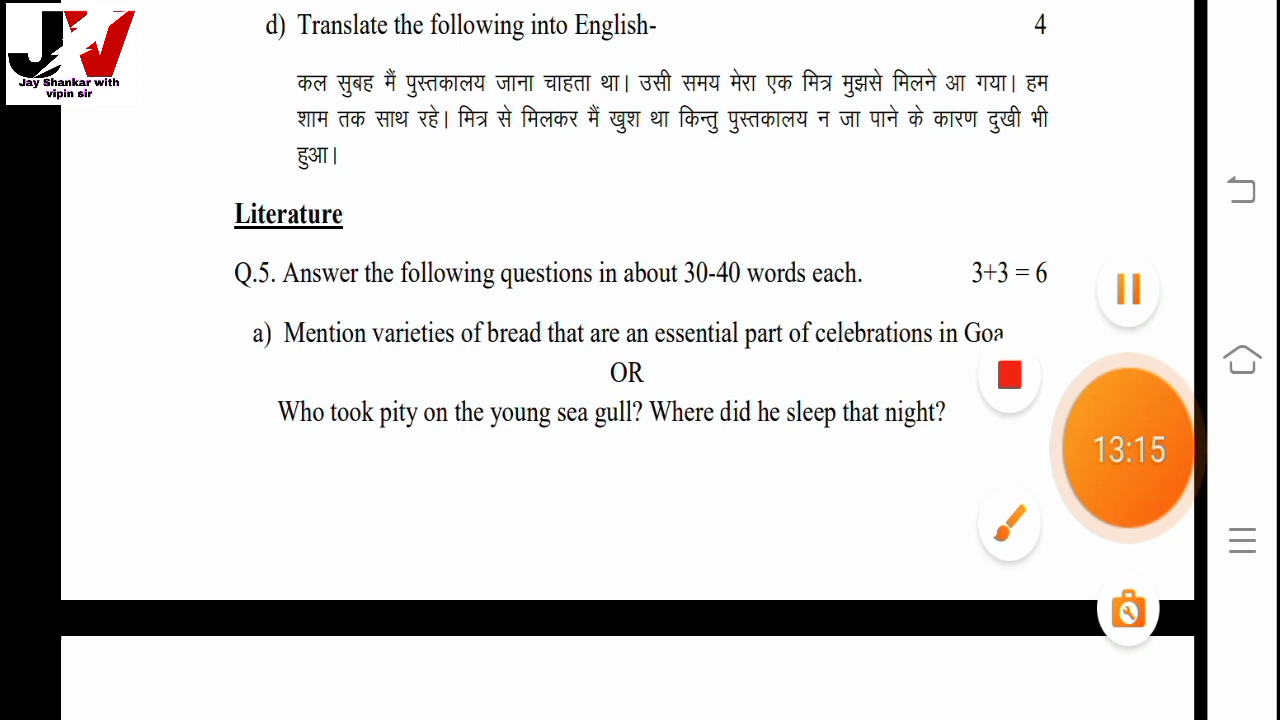 Jay Shankar with
vipin sir
d) Translate the following into English- 4
कल सुबह मैं पुस्तकालय जाना चाहता था। उसी समय मेरा एक मित्र मुझसे मिलने आ गया। हम
शाम तक साथ रहे। मित्र से मिलकर मैं खुश था किन्तु पुस्तकालय न जा पाने के कारण दुखी भी
हुआ।
Literature
Q.5. Answer the following questions in about 30-40 words each. 3+3 = 6
a) Mention varieties of bread that are an essential part of celebrations in Goa
OR
Who took pity on the young sea gull? Where did he sleep that night?
13:15